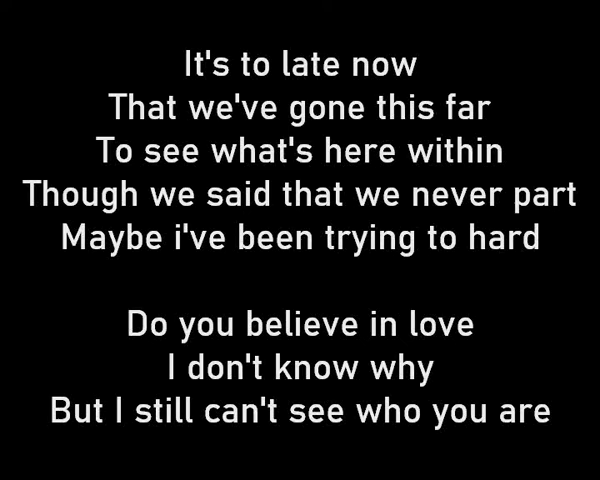 It's to late now
That we've gone this far
To see what's here within
Though we said that we never part
Maybe i've been trying to hard
Do you believe in love
I don't know why
But I still can't see who you are